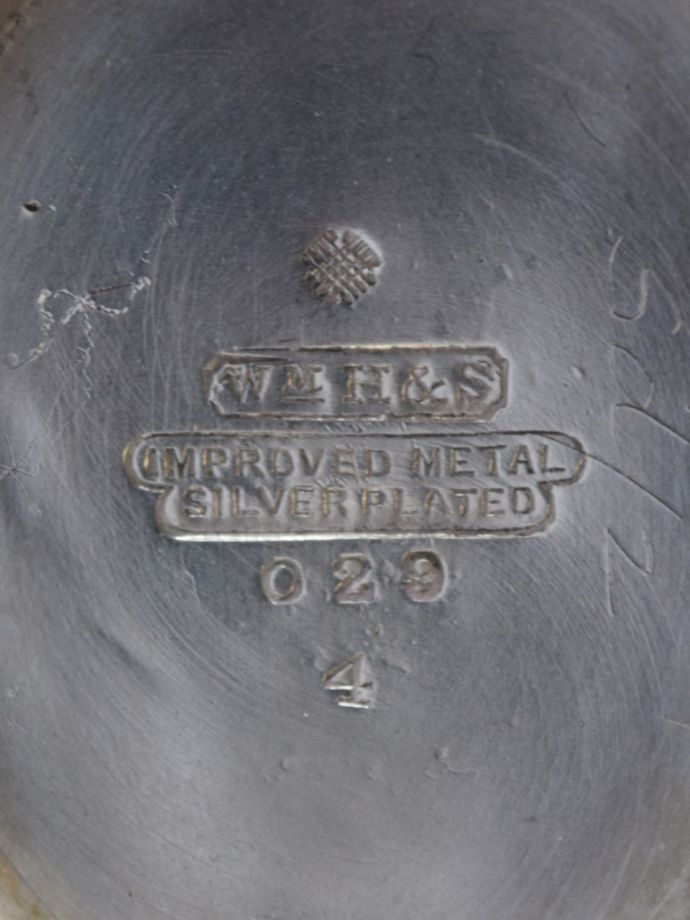 WM H&S
IMPROVED METAL
SILVER PLATED
029
4